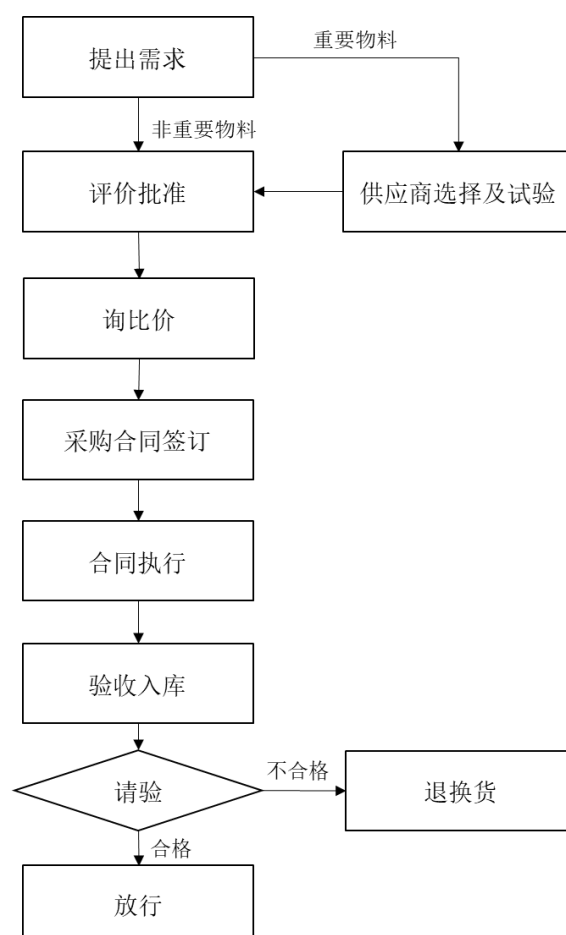 提出需求
重要物料
非重要物料
评价批准
供应商选择及试验
询比价
采购合同签订
合同执行
验收入库
请验
不合格
退换货
合格
放行